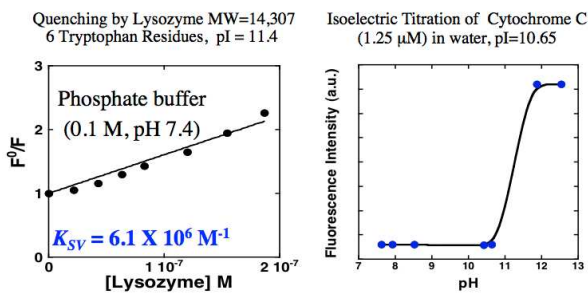 Quenching by Lysozyme MW=14,307
6 Tryptophan Residues, pI = 11.4
3
2
1
0
F⁰/F
Phosphate buffer
(0.1 M, pH 7.4)
K_SV = 6.1 X 10⁶ M⁻¹
0
1 10⁻⁷
2 10⁻⁷
[Lysozyme] M
Isoelectric Titration of Cytochrome C
(1.25 µM) in water, pI=10.65
Fluorescence Intensity (a.u.)
7
8
9
10
11
12
13
pH